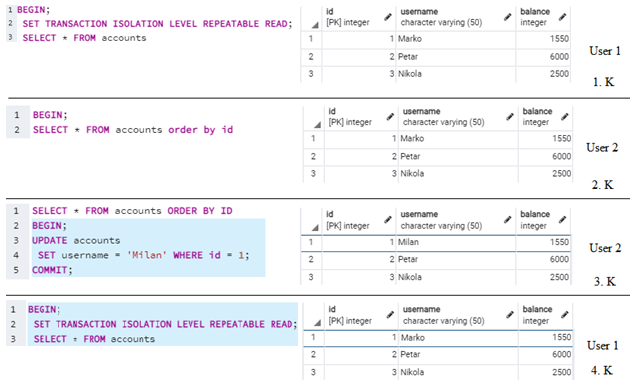 1 BEGIN;
2 SET TRANSACTION ISOLATION LEVEL REPEATABLE READ;
3 SELECT * FROM accounts
id username balance
[PK] integer character varying (50) integer
1 1 Marko 1550
2 2 Petar 6000
3 3 Nikola 2500
User 1
1. K
1 BEGIN;
2 SELECT * FROM accounts order by id
id username balance
[PK] integer character varying (50) integer
1 1 Marko 1550
2 2 Petar 6000
3 3 Nikola 2500
User 2
2. K
1 SELECT * FROM accounts ORDER BY ID
2 BEGIN;
3 UPDATE accounts
4 SET username = 'Milan' WHERE id = 1;
5 COMMIT;
id username balance
[PK] integer character varying (50) integer
1 1 Milan 1550
2 2 Petar 6000
3 3 Nikola 2500
User 2
3. K
1 BEGIN;
2 SET TRANSACTION ISOLATION LEVEL REPEATABLE READ;
3 SELECT * FROM accounts
id username balance
[PK] integer character varying (50) integer
1 1 Marko 1550
2 2 Petar 6000
3 3 Nikola 2500
User 1
4. K